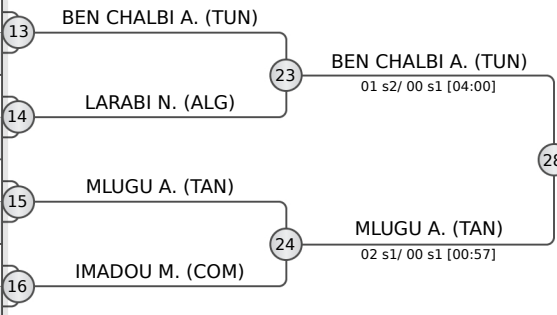 BEN CHALBI A. (TUN)
13
23
BEN CHALBI A. (TUN)
01 s2/ 00 s1 [04:00]
LARABI N. (ALG)
14
28
MLUGU A. (TAN)
15
24
MLUGU A. (TAN)
02 s1/ 00 s1 [00:57]
IMADOU M. (COM)
16